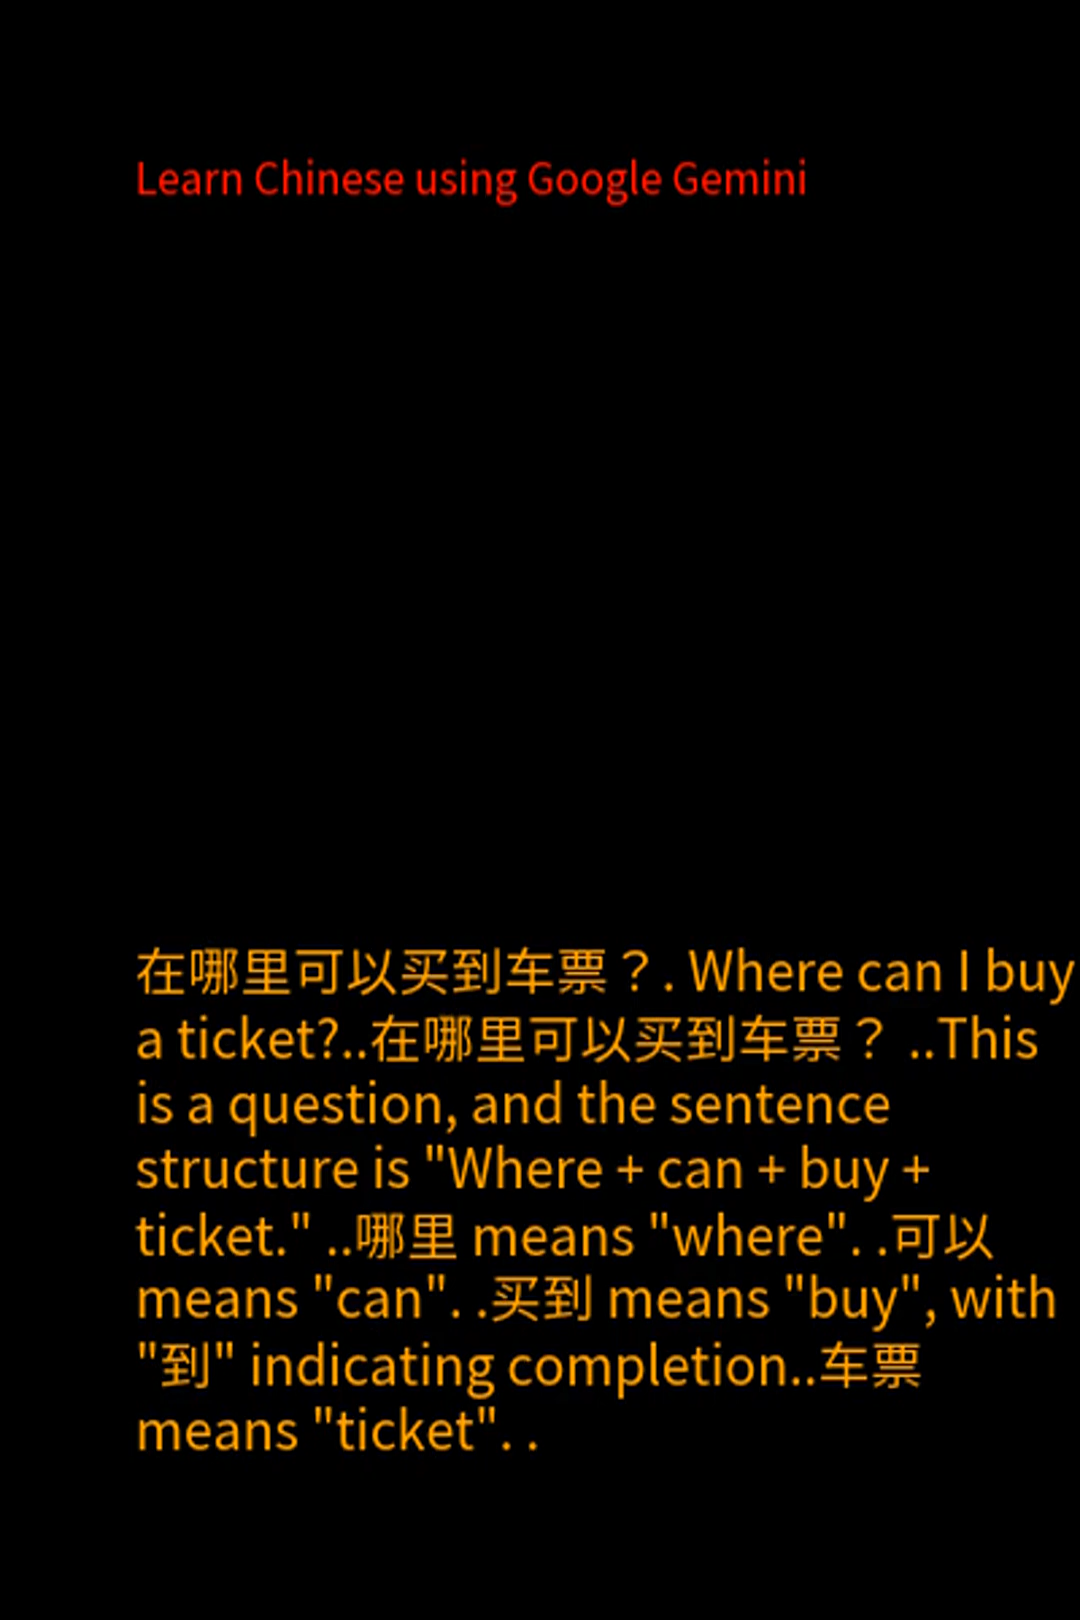 Learn Chinese using Google Gemini
在哪里可以买到车票？. Where can I buy
a ticket?..在哪里可以买到车票？ ..This
is a question, and the sentence
structure is "Where + can + buy +
ticket." ..哪里 means "where". .可以
means "can". .买到 means "buy", with
"到" indicating completion..车票
means "ticket". .